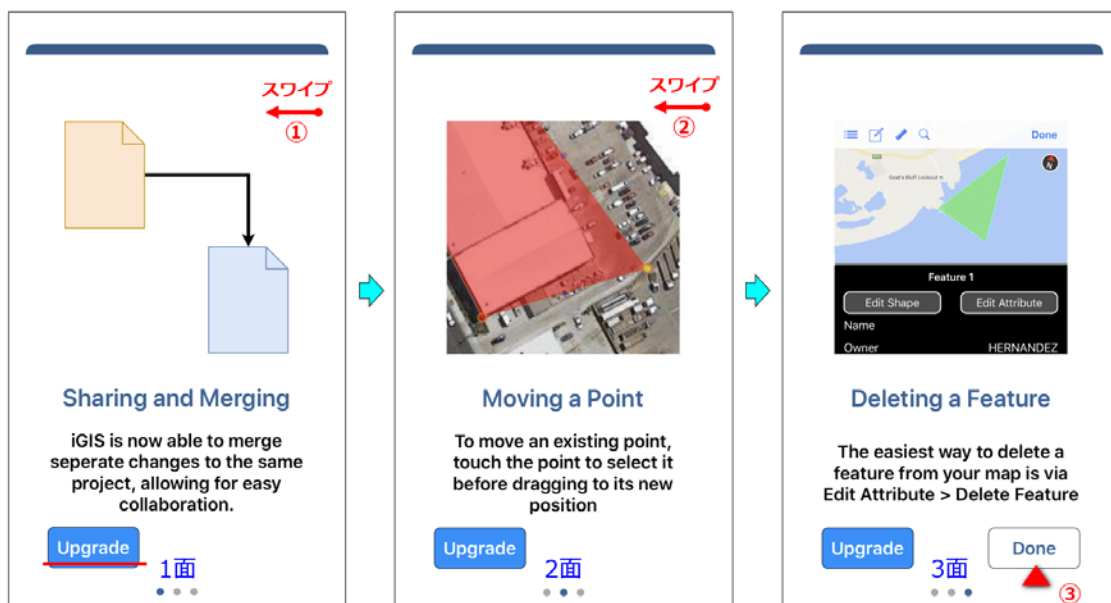 スワイプ
①
Sharing and Merging
iGIS is now able to merge
seperate changes to the same
project, allowing for easy
collaboration.
Upgrade
1面
スワイプ
②
Moving a Point
To move an existing point,
touch the point to select it
before dragging to its new
position
Upgrade
2面
Done
Goat's Bluff Lookout
N
Feature 1
Edit Shape
Edit Attribute
Name
Owner HERNANDEZ
Deleting a Feature
The easiest way to delete a
feature from your map is via
Edit Attribute > Delete Feature
Upgrade
3面
Done
③